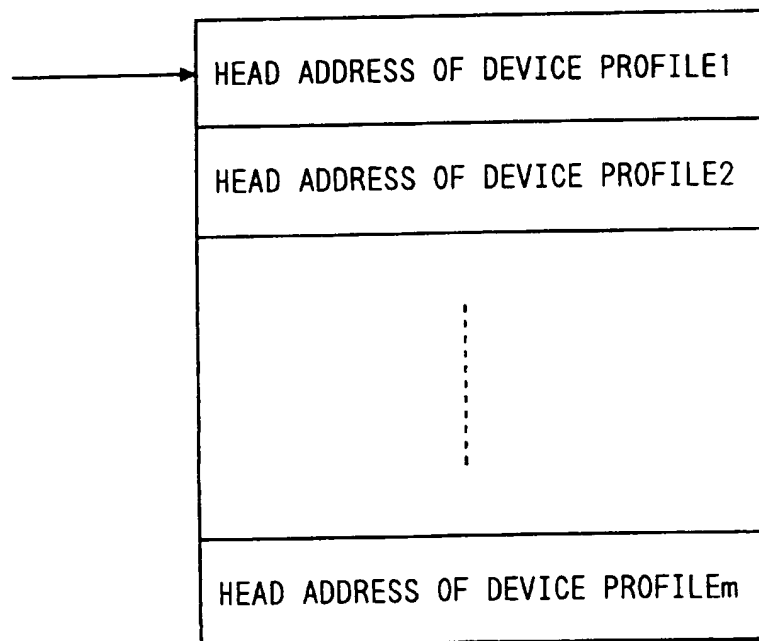 HEAD ADDRESS OF DEVICE PROFILE1
HEAD ADDRESS OF DEVICE PROFILE2
HEAD ADDRESS OF DEVICE PROFILEm